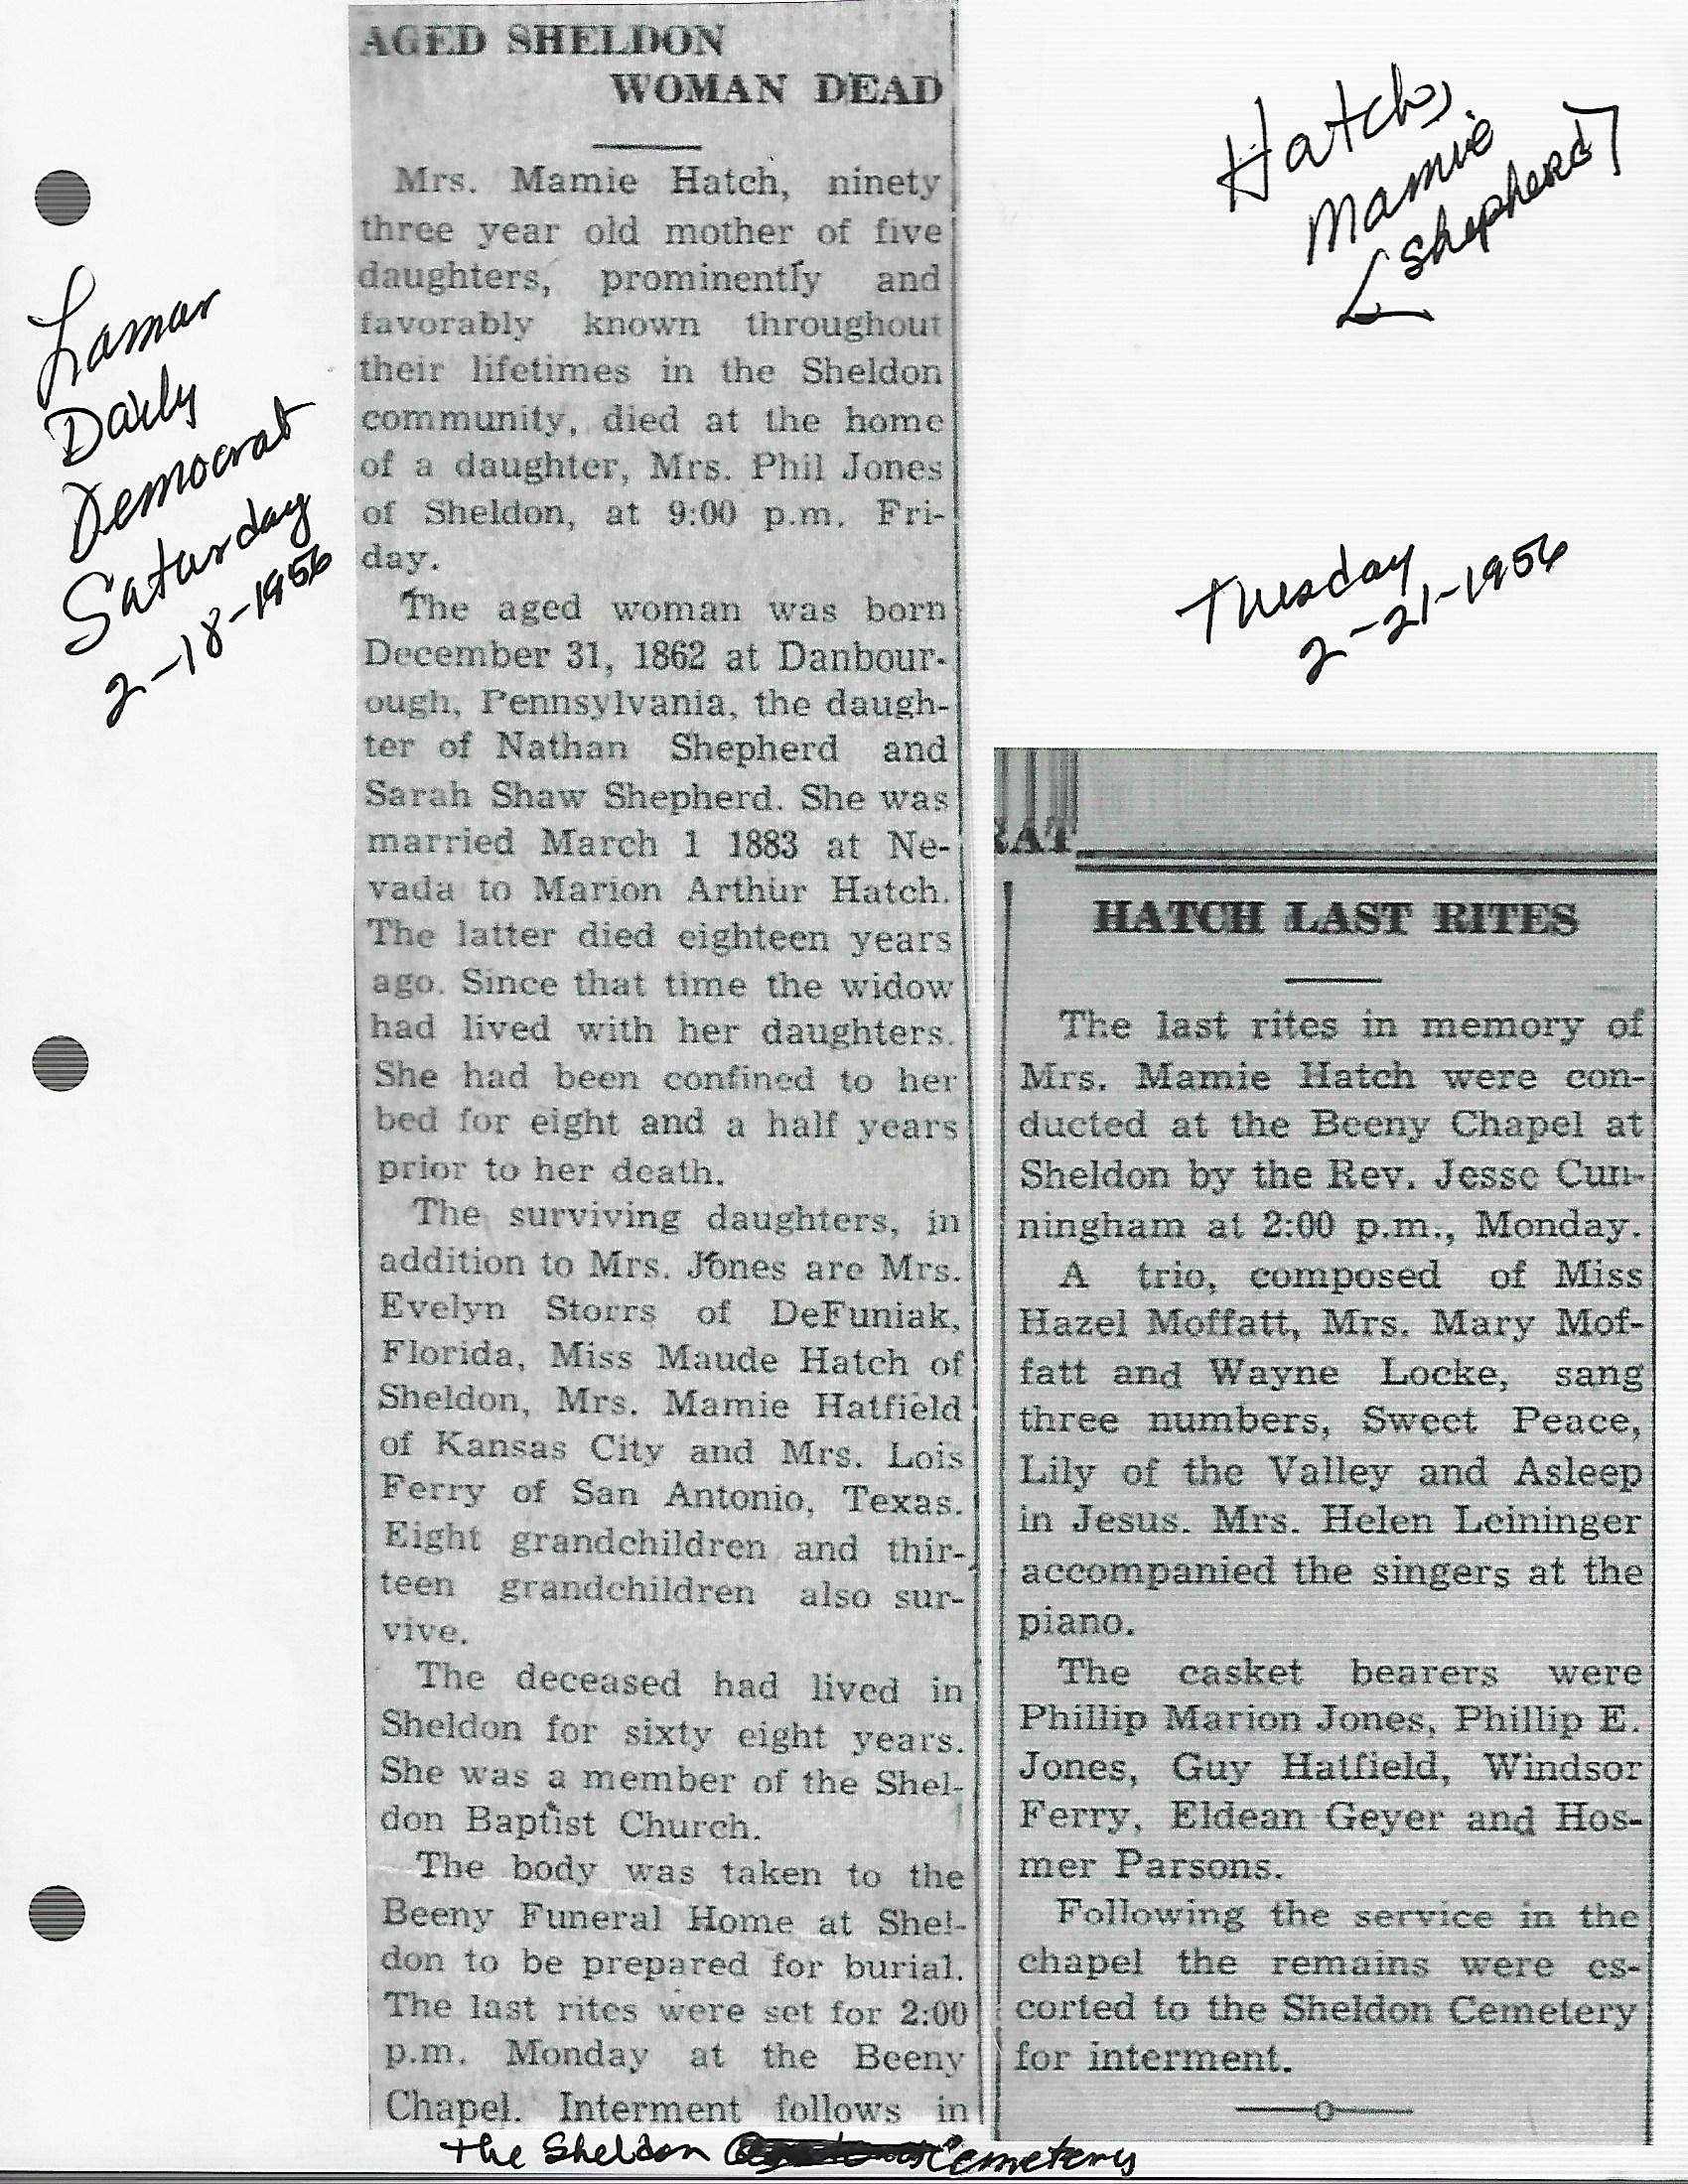 Lamar
Daily
Democrat
Saturday
2-18-1956
AGED SHELDON
WOMAN DEAD
Mrs. Mamie Hatch, ninety
three year old mother of five
daughters, prominently and
favorably known throughout
their lifetimes in the Sheldon
community, died at the home
of a daughter, Mrs. Phil Jones
of Sheldon, at 9:00 p.m. Fri-
day.
The aged woman was born
December 31, 1862 at Danbour-
ough, Pennsylvania, the daugh-
ter of Nathan Shepherd and
Sarah Shaw Shepherd. She was
married March 1 1883 at Ne-
vada to Marion Arthur Hatch.
The latter died eighteen years
ago. Since that time the widow
had lived with her daughters.
She had been confined to her
bed for eight and a half years
prior to her death.
The surviving daughters, in
addition to Mrs. Jones are Mrs.
Evelyn Storrs of DeFuniak,
Florida, Miss Maude Hatch of
Sheldon, Mrs. Mamie Hatfield
of Kansas City and Mrs. Lois
Ferry of San Antonio, Texas.
Eight grandchildren and thir-
teen grandchildren also sur-
vive.
The deceased had lived in
Sheldon for sixty eight years.
She was a member of the Shel-
don Baptist Church.
The body was taken to the
Beeny Funeral Home at Shel-
don to be prepared for burial.
The last rites were set for 2:00
p.m. Monday at the Beeny
Chapel. Interment follows in
the Sheldon Cemetery
Hatch,
Mamie
[Shepherd]
Tuesday
2-21-1956
RAT
HATCH LAST RITES
The last rites in memory of
Mrs. Mamie Hatch were con-
ducted at the Beeny Chapel at
Sheldon by the Rev. Jesse Cun-
ningham at 2:00 p.m., Monday.
A trio, composed of Miss
Hazel Moffatt, Mrs. Mary Mof-
fatt and Wayne Locke, sang
three numbers, Sweet Peace,
Lily of the Valley and Asleep
in Jesus. Mrs. Helen Leininger
accompanied the singers at the
piano.
The casket bearers were
Phillip Marion Jones, Phillip E.
Jones, Guy Hatfield, Windsor
Ferry, Eldean Geyer and Hos-
mer Parsons.
Following the service in the
chapel the remains were es-
corted to the Sheldon Cemetery
for interment.